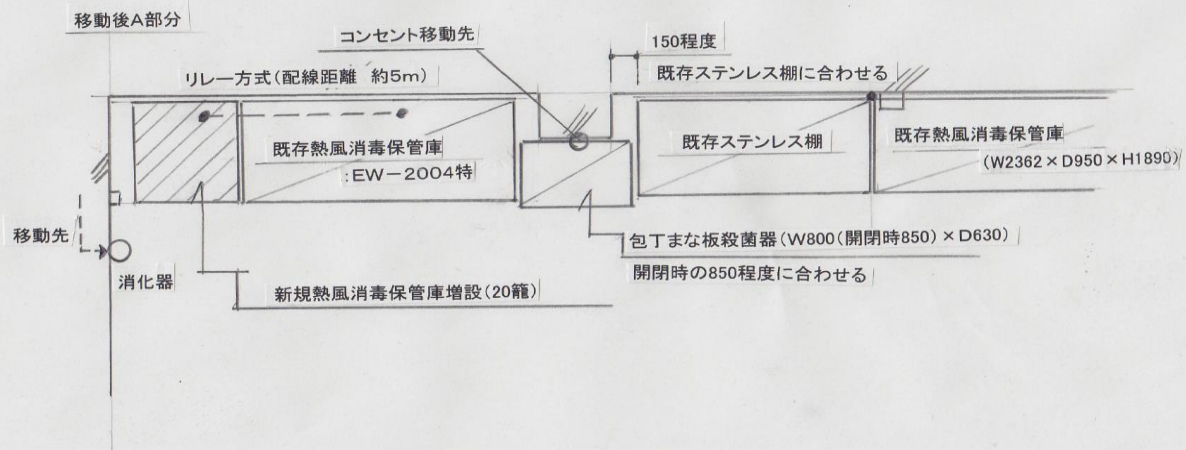 移動後A部分
コンセント移動先
150程度
リレー方式(配線距離 約5m)
既存ステンレス棚に合わせる
既存熱風消毒保管庫
:EW-2004特
既存ステンレス棚
既存熱風消毒保管庫
(W2362×D950×H1890)
移動先
消化器
包丁まな板殺菌器(W800(開閉時850)×D630)
開閉時の850程度に合わせる
新規熱風消毒保管庫増設(20籠)